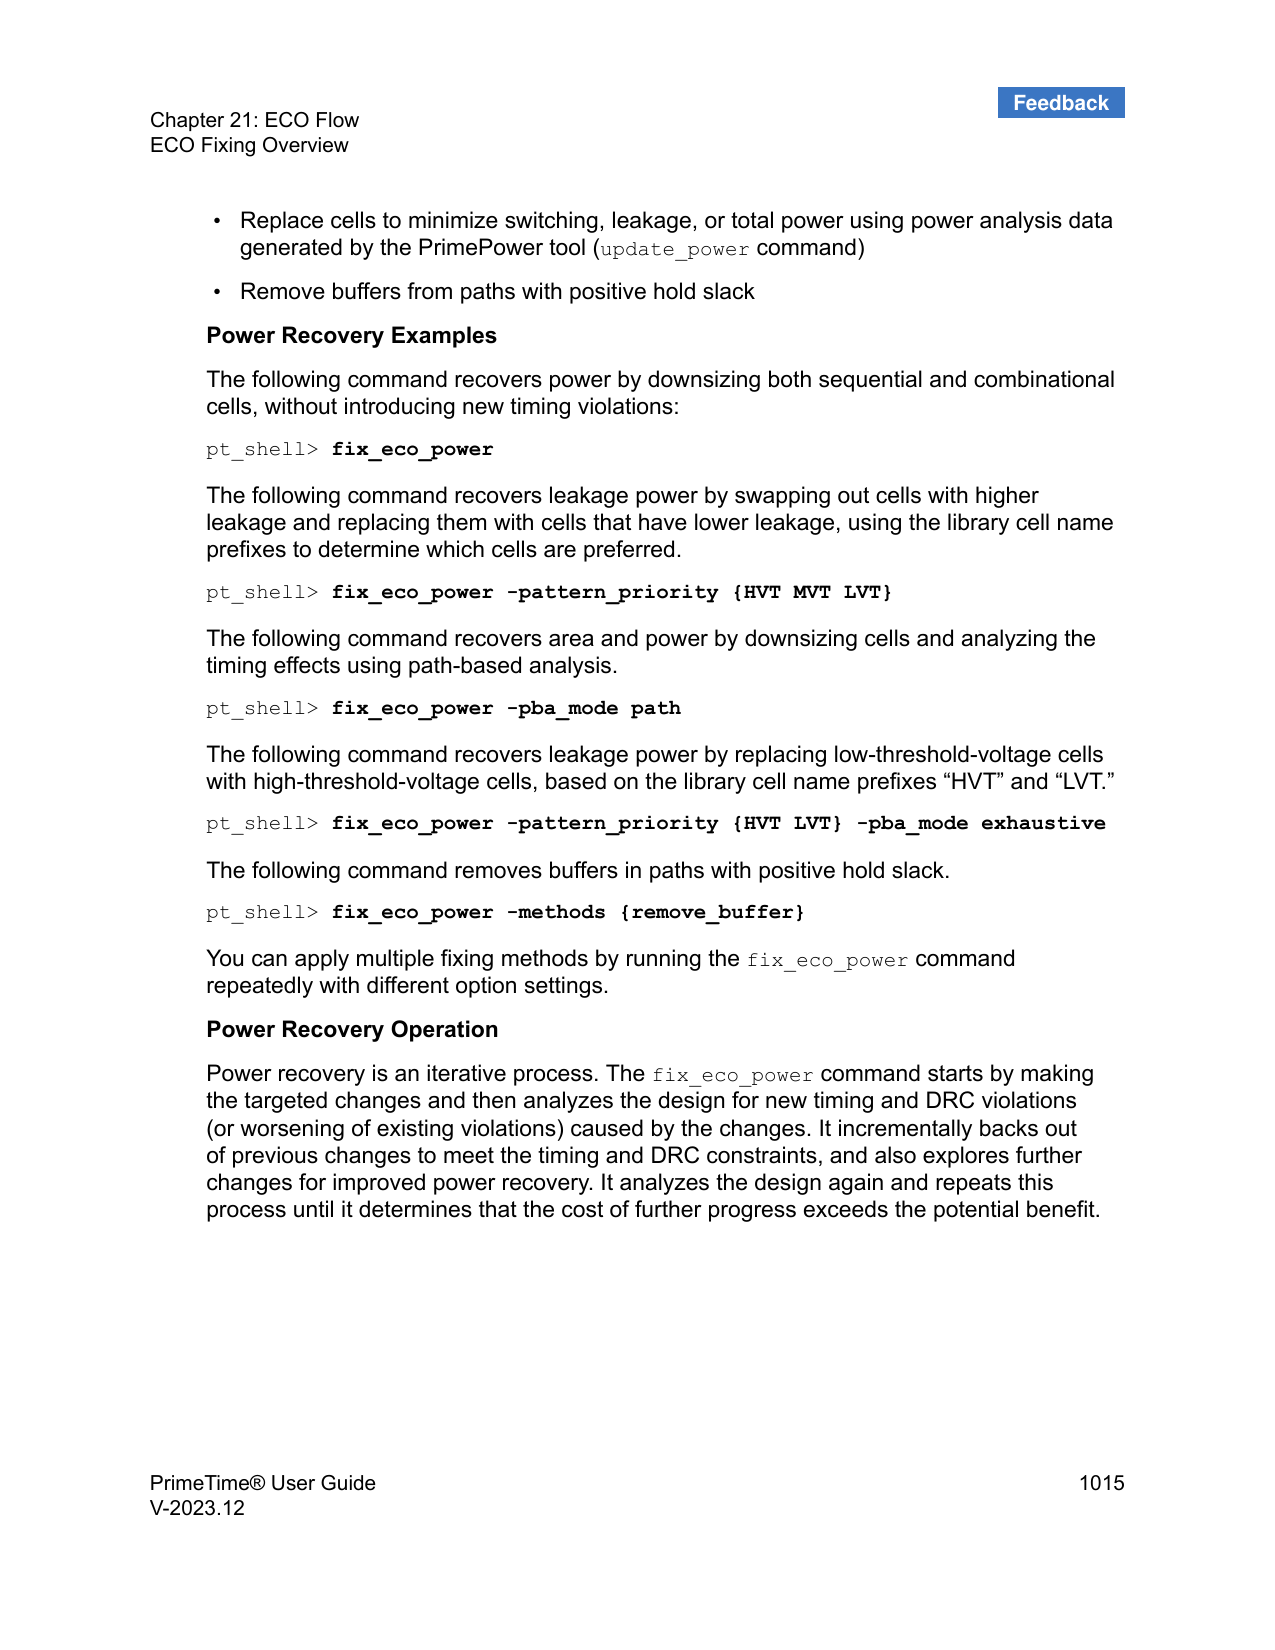 Feedback
Chapter 21: ECO Flow
ECO Fixing Overview
• Replace cells to minimize switching, leakage, or total power using power analysis data
generated by the PrimePower tool (update_power command)
• Remove buffers from paths with positive hold slack
Power Recovery Examples
The following command recovers power by downsizing both sequential and combinational
cells, without introducing new timing violations:
pt_shell> fix_eco_power
The following command recovers leakage power by swapping out cells with higher
leakage and replacing them with cells that have lower leakage, using the library cell name
prefixes to determine which cells are preferred.
pt_shell> fix_eco_power -pattern_priority {HVT MVT LVT}
The following command recovers area and power by downsizing cells and analyzing the
timing effects using path-based analysis.
pt_shell> fix_eco_power -pba_mode path
The following command recovers leakage power by replacing low-threshold-voltage cells
with high-threshold-voltage cells, based on the library cell name prefixes “HVT” and “LVT.”
pt_shell> fix_eco_power -pattern_priority {HVT LVT} -pba_mode exhaustive
The following command removes buffers in paths with positive hold slack.
pt_shell> fix_eco_power -methods {remove_buffer}
You can apply multiple fixing methods by running the fix_eco_power command
repeatedly with different option settings.
Power Recovery Operation
Power recovery is an iterative process. The fix_eco_power command starts by making
the targeted changes and then analyzes the design for new timing and DRC violations
(or worsening of existing violations) caused by the changes. It incrementally backs out
of previous changes to meet the timing and DRC constraints, and also explores further
changes for improved power recovery. It analyzes the design again and repeats this
process until it determines that the cost of further progress exceeds the potential benefit.
PrimeTime® User Guide 1015
V-2023.12